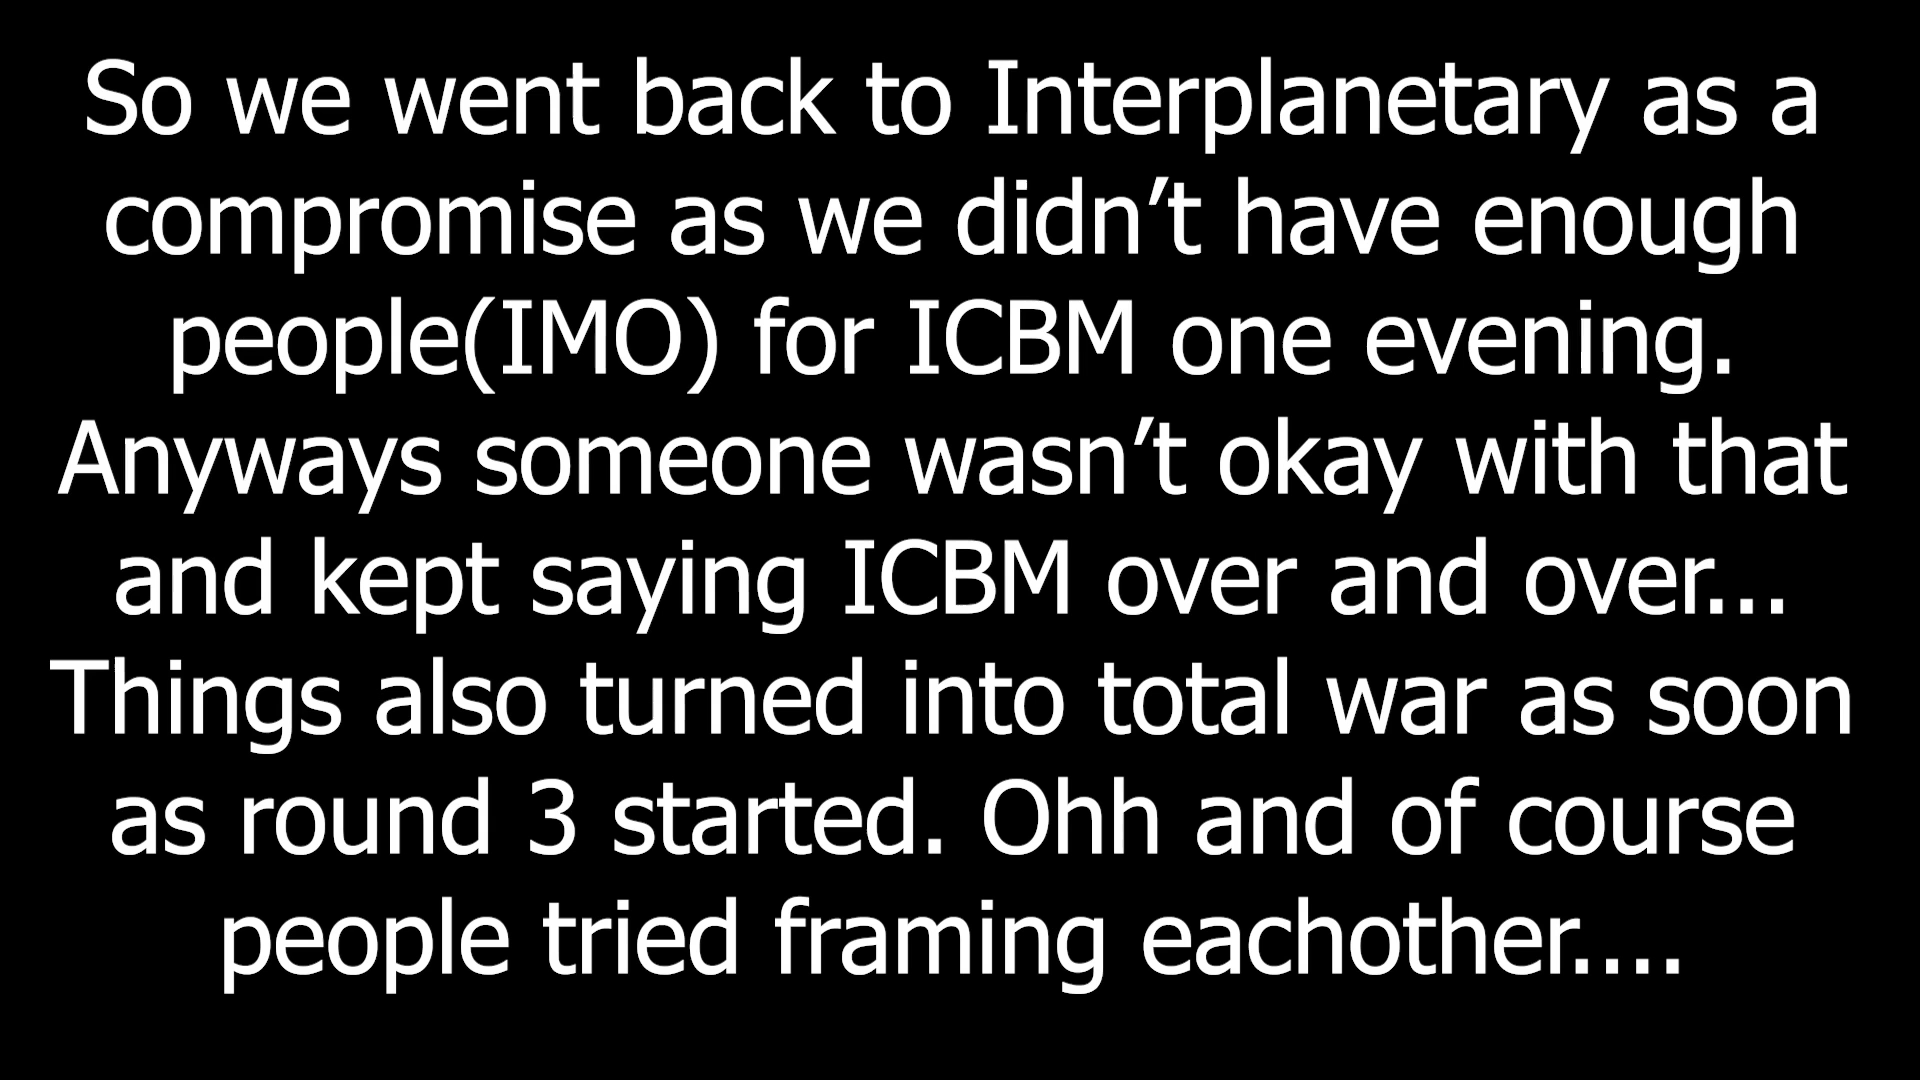 So we went back to Interplanetary as a
compromise as we didn’t have enough
people(IMO) for ICBM one evening.
Anyways someone wasn’t okay with that
and kept saying ICBM over and over...
Things also turned into total war as soon
as round 3 started. Ohh and of course
people tried framing eachother....